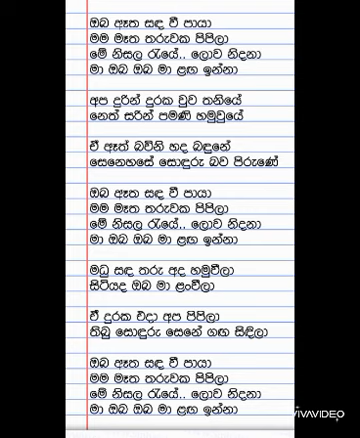 ඔබ ඈත සඳ වී පායා
මම මෑත තරුවක පිපිලා
මේ නිසල රැයේ.. ලොව නිදනා
මා ඔබ ඔබ මා ළඟ ඉන්නා
අප දුරින් දුරක වුව තනියේ
නෙත් සරින් පමණි හමුවුයේ
ඒ ඈත් බවිනි හද බඳුනේ
සෙනෙහසේ සොඳුරු බව පිරුණේ
ඔබ ඈත සඳ වී පායා
මම මෑත තරුවක පිපිලා
මේ නිසල රැයේ.. ලොව නිදනා
මා ඔබ ඔබ මා ළඟ ඉන්නා
මධු සඳ තරු අද හමුවීලා
සිටියද ඔබ මා ළංවීලා
ඒ දුරක එදා අප පිපිලා
තිබු සොඳුරු සෙනේ ගඟ සිඳිලා
ඔබ ඈත සඳ වී පායා
මම මෑත තරුවක පිපිලා
මේ නිසල රැයේ.. ලොව නිදනා
මා ඔබ ඔබ මා ළඟ ඉන්නා
VIVAVIDEO